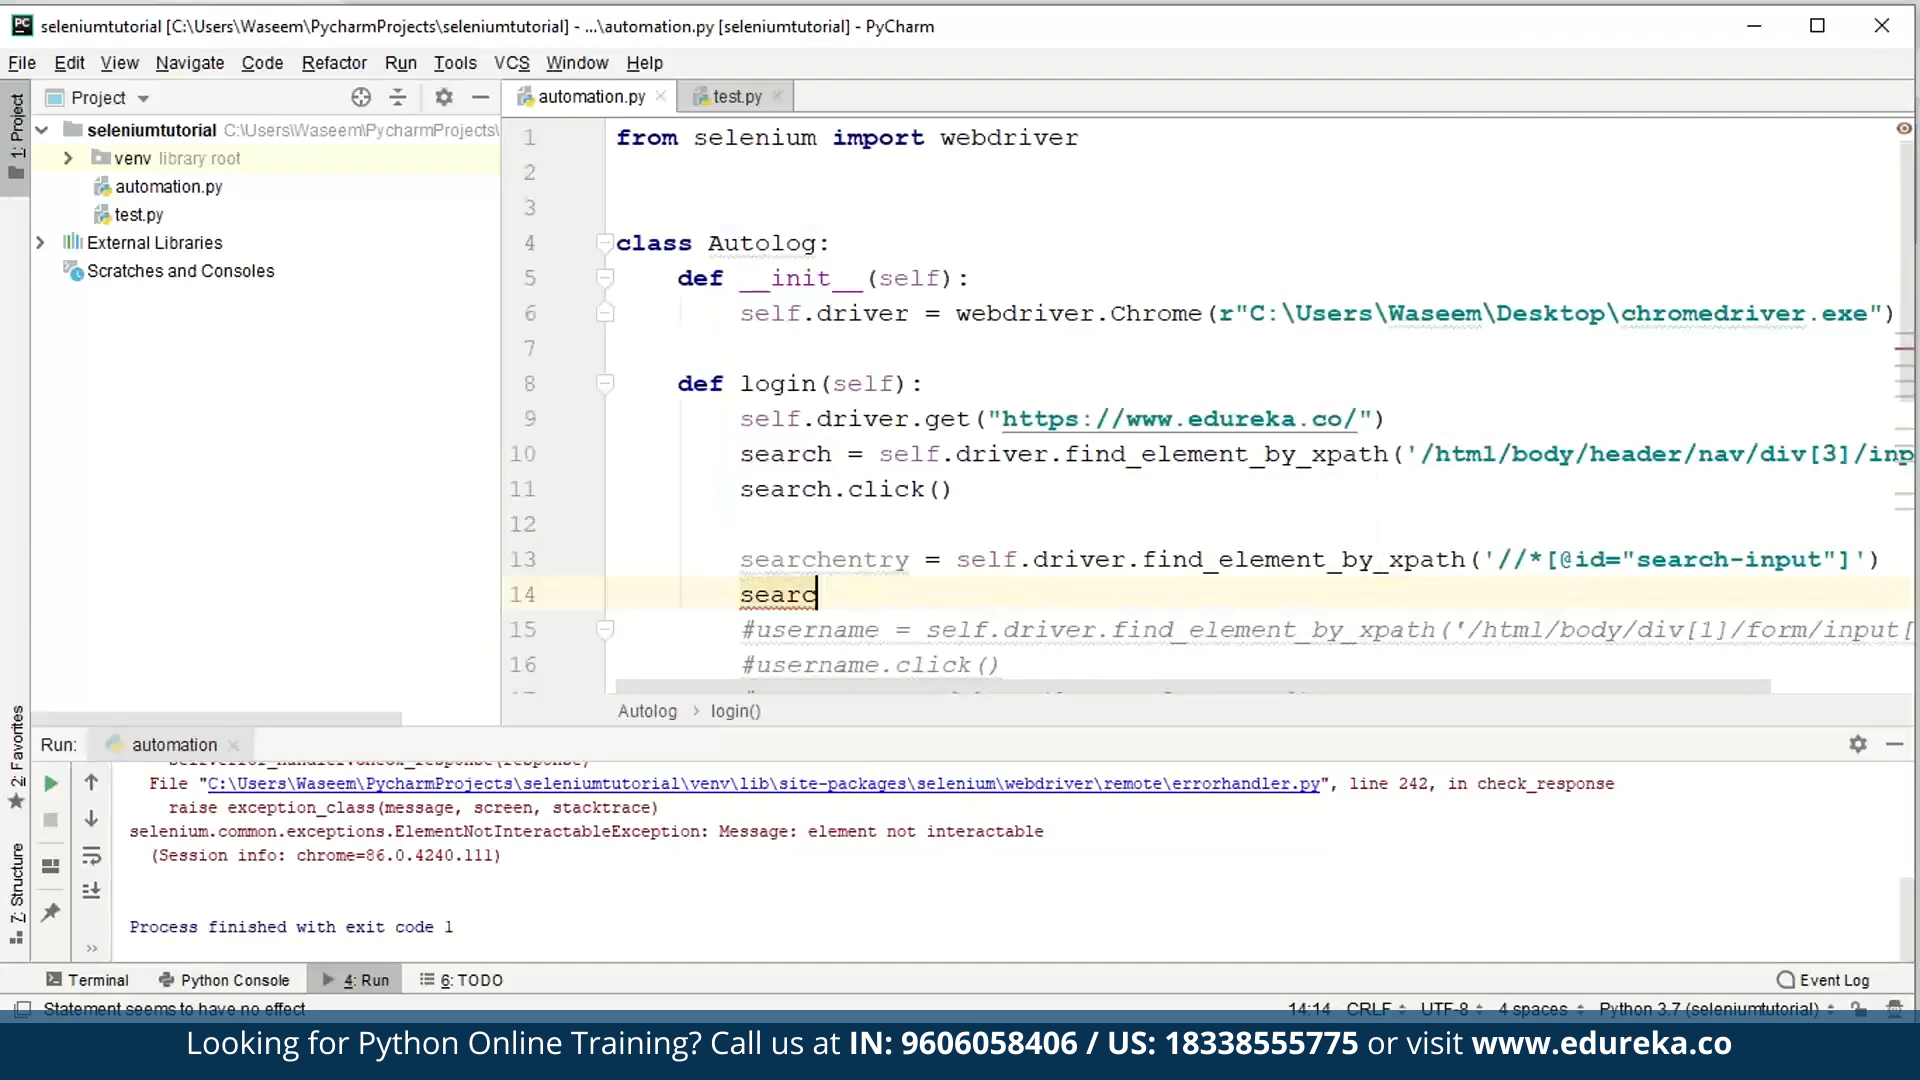 seleniumtutorial [C:\Users\Waseem\PycharmProjects\seleniumtutorial] - ...\automation.py [seleniumtutorial] - PyCharm
File Edit View Navigate Code Refactor Run Tools VCS Window Help
Project
automation.py
test.py
1: Project
seleniumtutorial C:\Users\Waseem\PycharmProjects\
venv library root
automation.py
test.py
External Libraries
Scratches and Consoles
1 from selenium import webdriver
2
3
4 class Autolog:
5 def __init__(self):
6 self.driver = webdriver.Chrome(r"C:\Users\Waseem\Desktop\chromedriver.exe")
7
8 def login(self):
9 self.driver.get("https://www.edureka.co/")
10 search = self.driver.find_element_by_xpath('/html/body/header/nav/div[3]/inp
11 search.click()
12
13 searchentry = self.driver.find_element_by_xpath('//*[@id="search-input"]')
14 searc
15 #username = self.driver.find_element_by_xpath('/html/body/div[1]/form/input[
16 #username.click()
Autolog › login()
2: Favorites
7: Structure
Run: automation
self.error_handler.check_response(response)
File "C:\Users\Waseem\PycharmProjects\seleniumtutorial\venv\lib\site-packages\selenium\webdriver\remote\errorhandler.py", line 242, in check_response
raise exception_class(message, screen, stacktrace)
selenium.common.exceptions.ElementNotInteractableException: Message: element not interactable
(Session info: chrome=86.0.4240.111)
Process finished with exit code 1
Terminal Python Console 4: Run 6: TODO Event Log
Statement seems to have no effect 14:14 CRLF UTF-8 4 spaces Python 3.7 (seleniumtutorial)
Looking for Python Online Training? Call us at IN: 9606058406 / US: 18338555775 or visit www.edureka.co